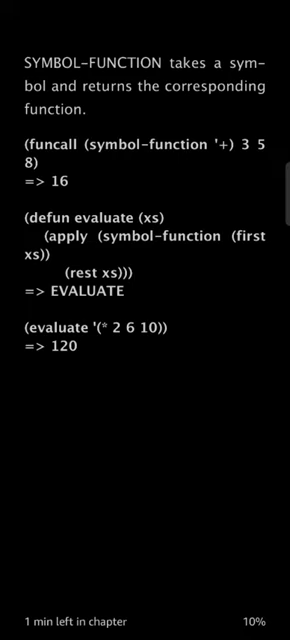 SYMBOL-FUNCTION takes a sym-
bol and returns the corresponding
function.
(funcall (symbol-function '+) 3 5
8)
=> 16
(defun evaluate (xs)
(apply (symbol-function (first
xs))
(rest xs)))
=> EVALUATE
(evaluate '(* 2 6 10))
=> 120
1 min left in chapter
10%